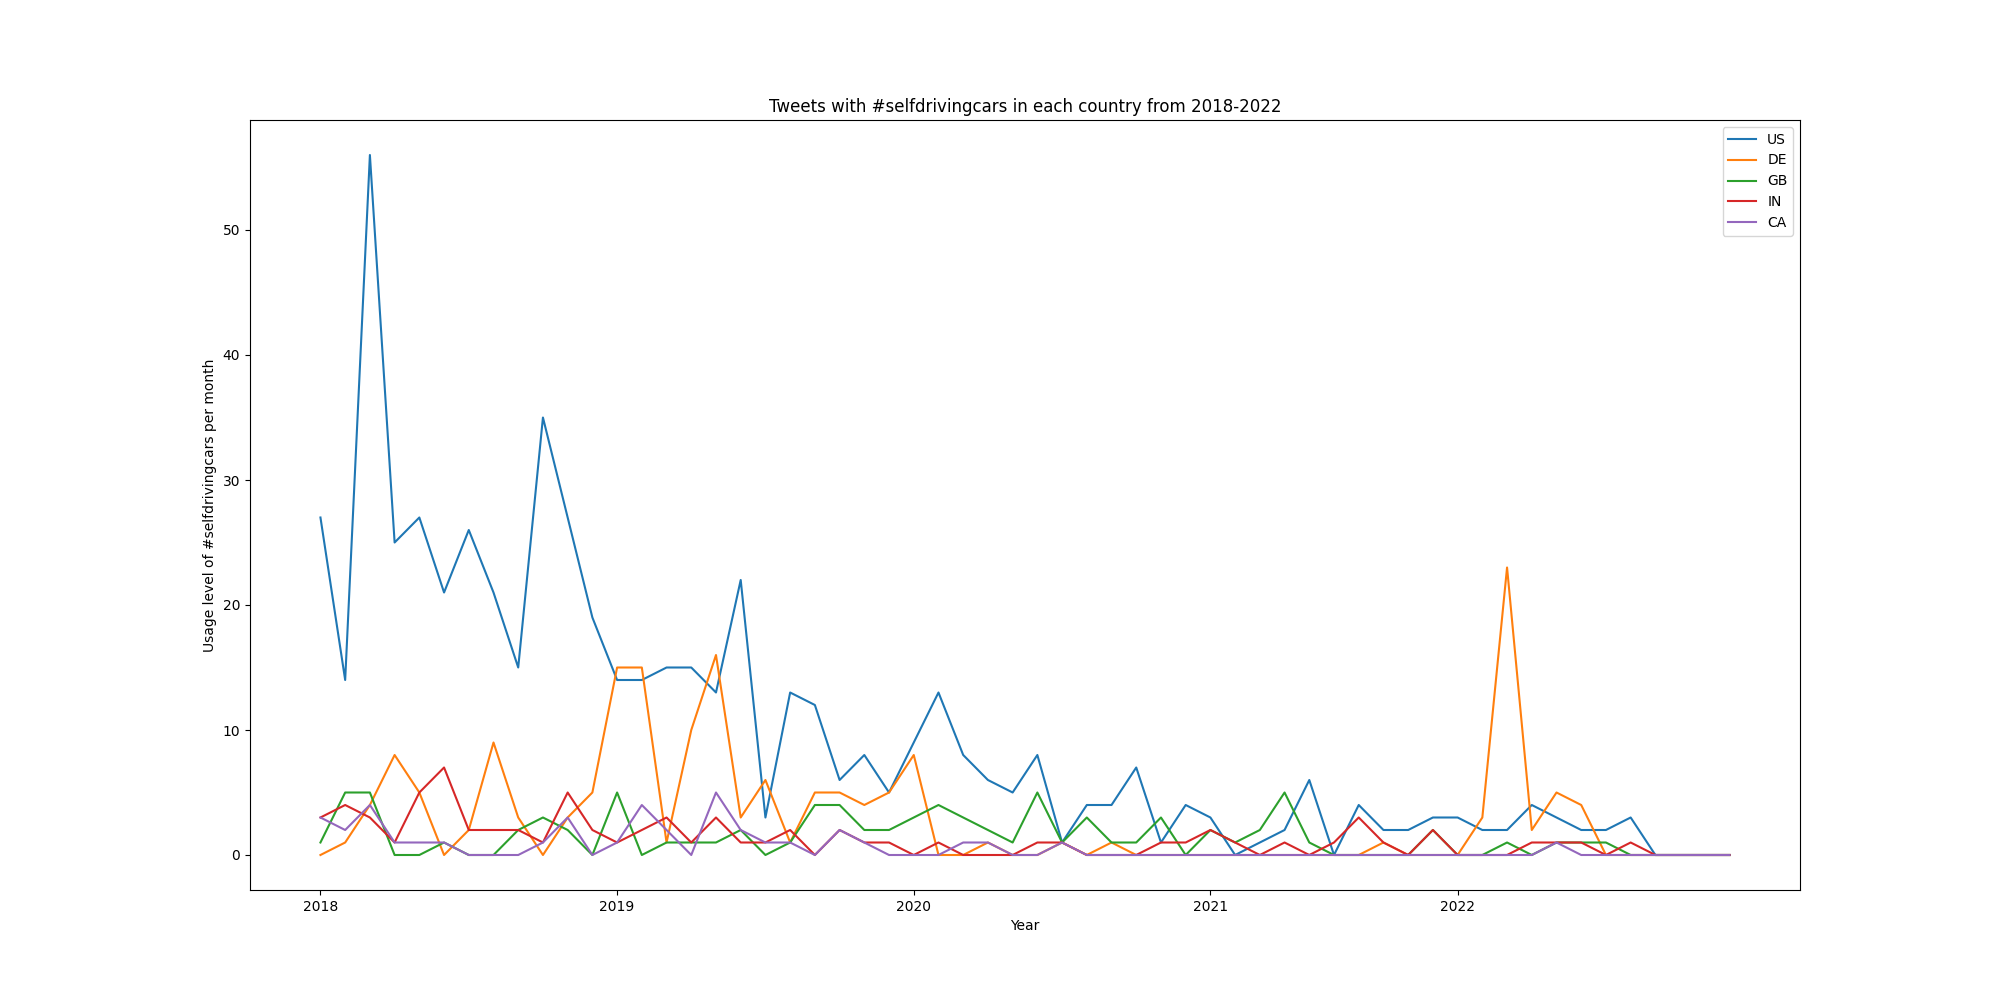 Tweets with #selfdrivingcars in each country from 2018-2022
US
DE
GB
IN
CA
Usage level of #selfdrivingcars per month
50
40
30
20
10
0
2018 2019 2020 2021 2022
Year